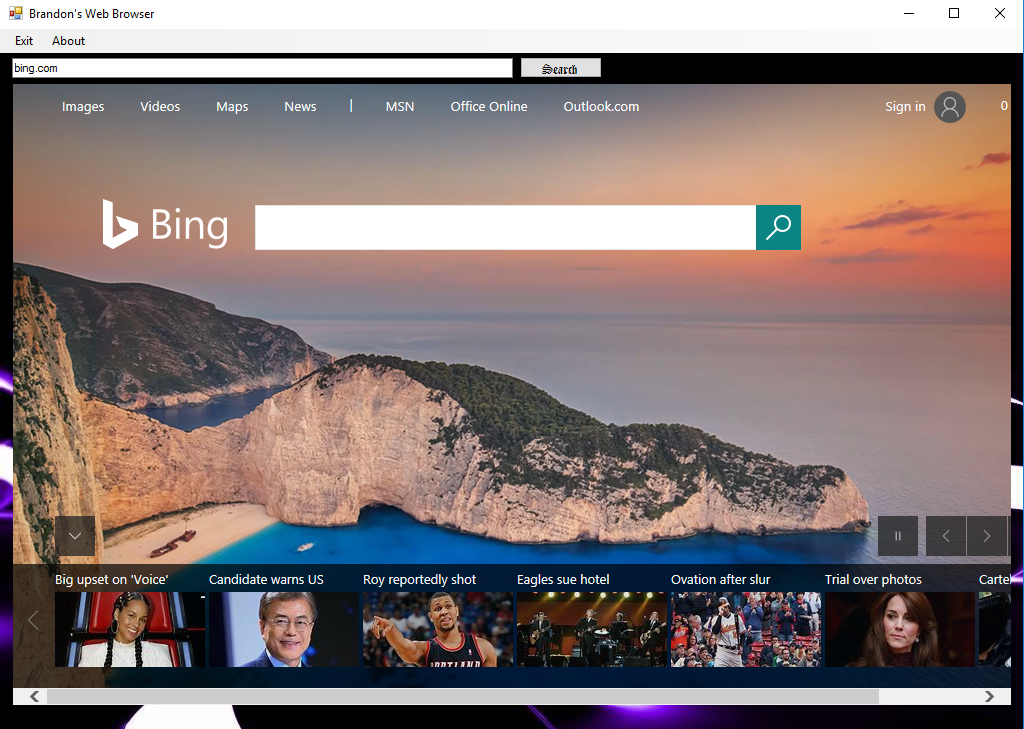 Brandon's Web Browser
Exit About
bing.com Search
Images Videos Maps News | MSN Office Online Outlook.com Sign in 0
Bing
Big upset on 'Voice' Candidate warns US Roy reportedly shot Eagles sue hotel Ovation after slur Trial over photos Carte
PORTLAND